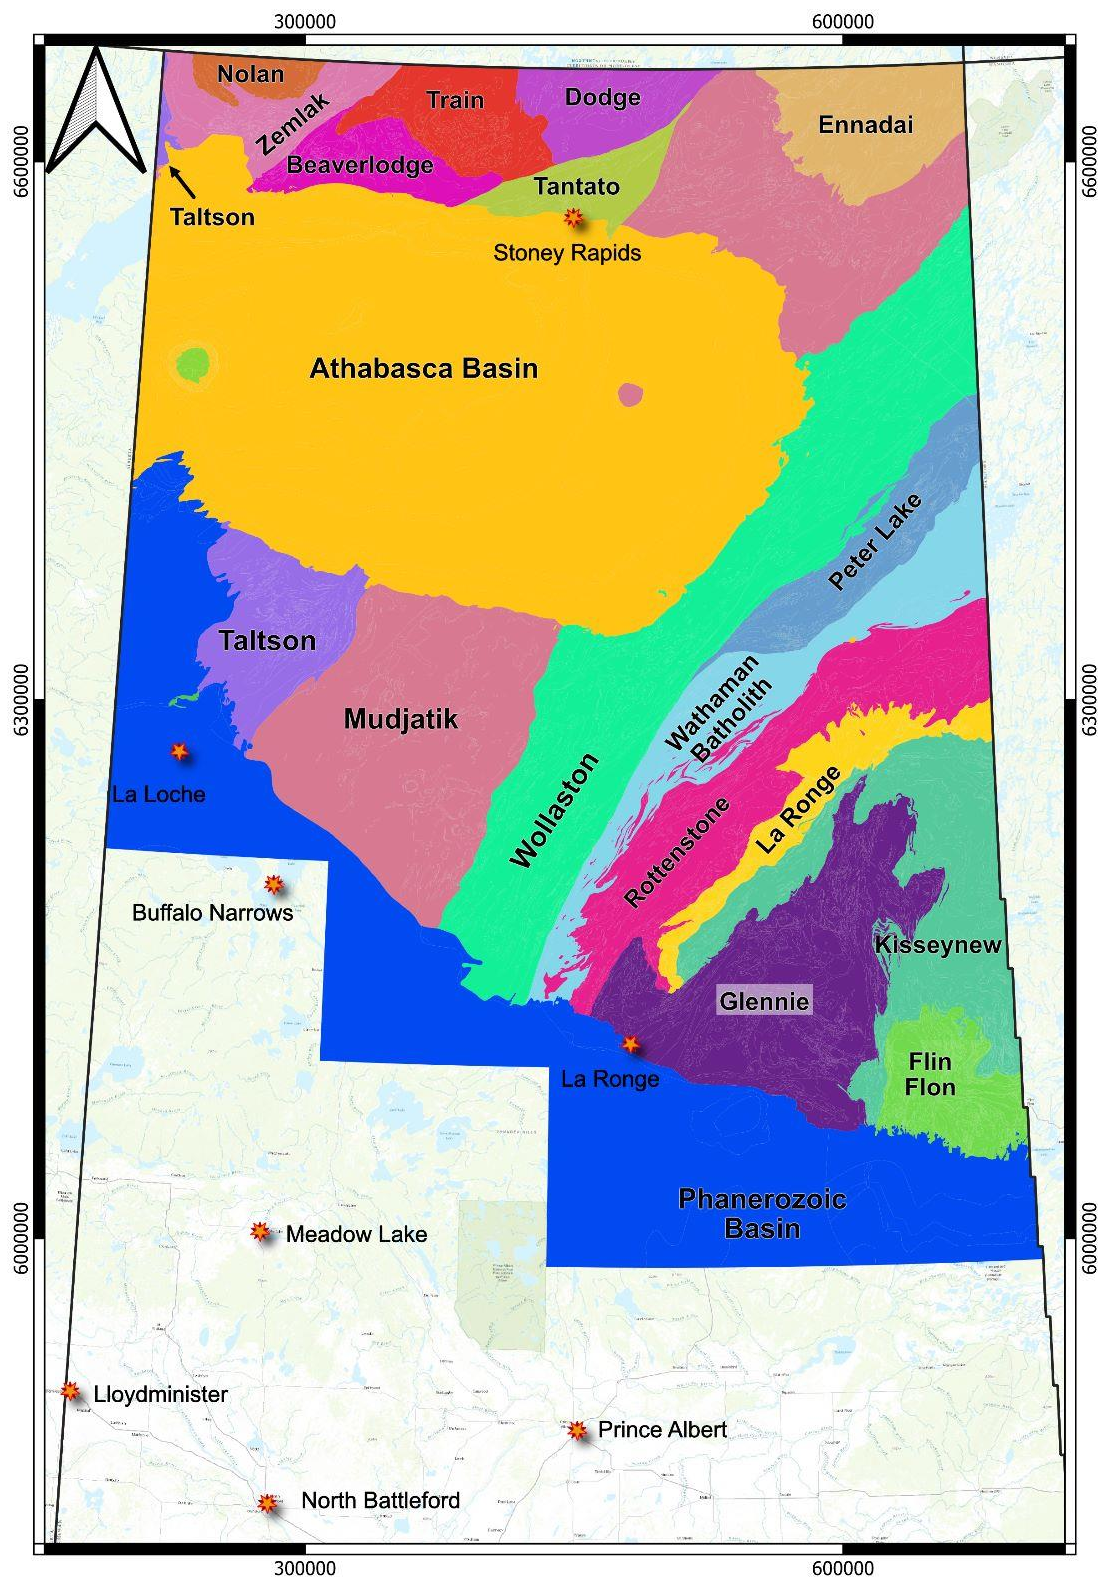 300000
600000
Nolan
Train
Dodge
Zemlak
Ennadai
Beaverlodge
6600000
6600000
Tantato
Taltson
Stoney Rapids
Athabasca Basin
Peter Lake
Taltson
6300000
6300000
Mudjatik
Wathaman
Batholith
La Loche
Wollaston
La Ronge
Rottenstone
Buffalo Narrows
Kisseynew
Glennie
Flin
Flon
La Ronge
Phanerozoic
Basin
6000000
6000000
Meadow Lake
Lloydminister
Prince Albert
North Battleford
300000
600000